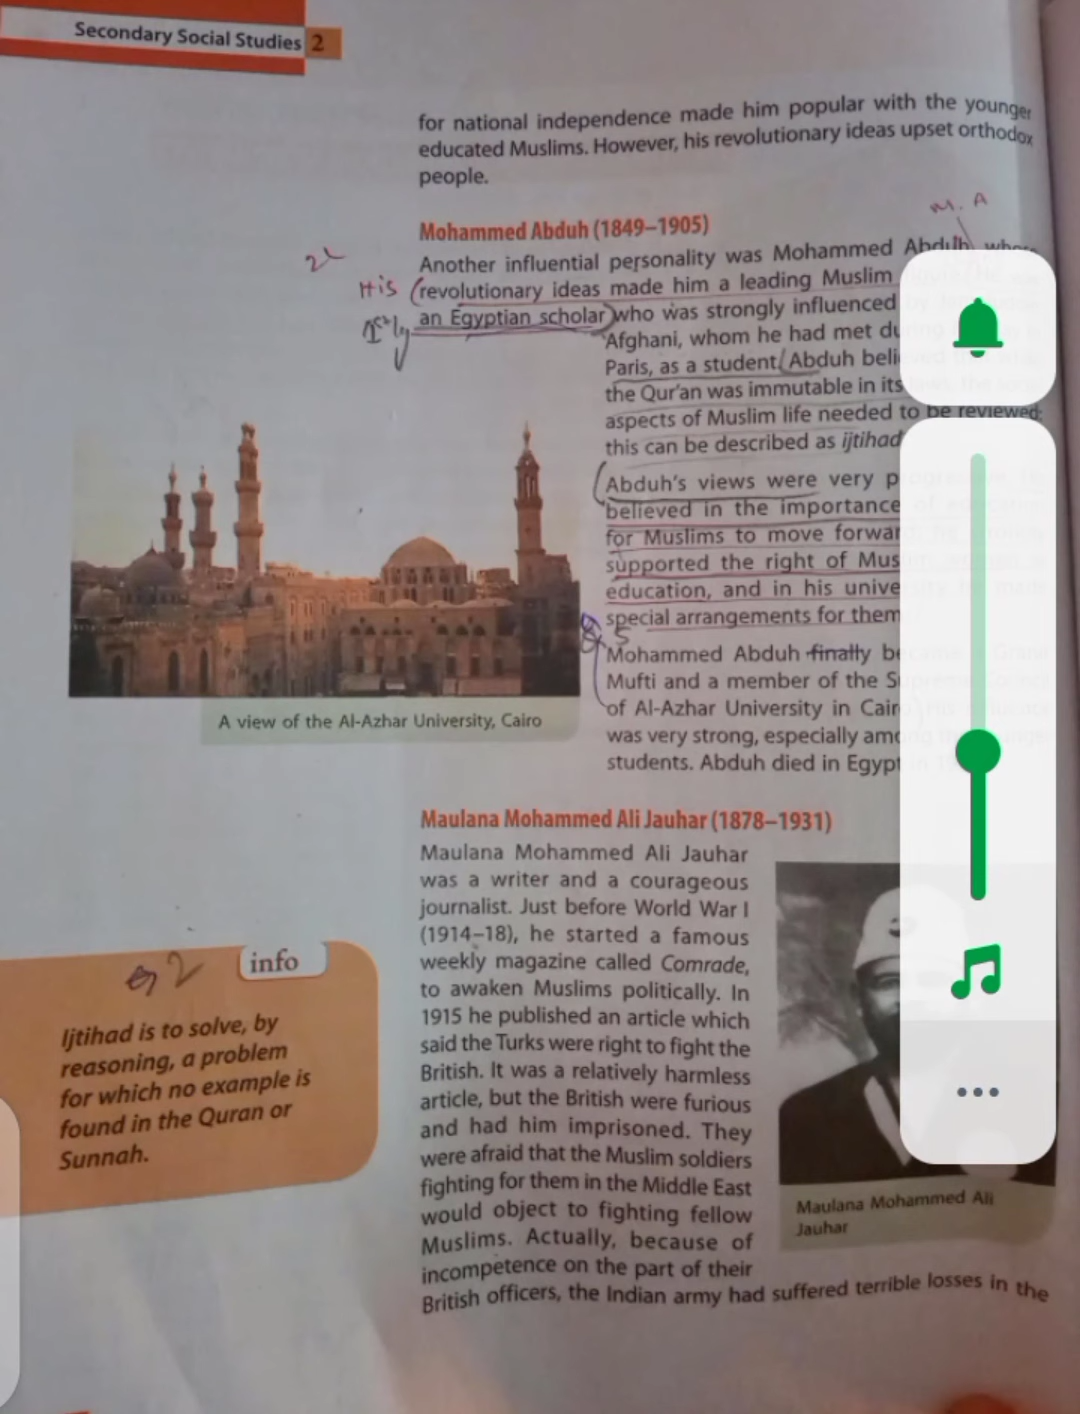 Secondary Social Studies 2
for national independence made him popular with the younger
educated Muslims. However, his revolutionary ideas upset orthodox
people.
M. A
Mohammed Abduh (1849–1905)
Another influential personality was Mohammed Abduh, whose
His
revolutionary ideas made him a leading Muslim
an Egyptian scholar who was strongly influenced
Afghani, whom he had met
Paris, as a student. Abduh
the Qur'an was immutable in its
aspects of Muslim life needed to be reviewed;
this can be described as ijtihad
Abduh's views were very
believed in the importance
for Muslims to move
supported the right of
education, and in his
special arrangements for them
5
Mohammed Abduh finally
Mufti and a member of the
of Al-Azhar University in
was very strong, especially
students. Abduh died in Egypt
A view of the Al-Azhar University, Cairo
Maulana Mohammed Ali Jauhar (1878–1931)
Maulana Mohammed Ali Jauhar
was a writer and a courageous
journalist. Just before World War I
(1914–18), he started a famous
weekly magazine called Comrade,
to awaken Muslims politically. In
1915 he published an article which
said the Turks were right to fight the
British. It was a relatively harmless
article, but the British were furious
and had him imprisoned. They
were afraid that the Muslim soldiers
fighting for them in the Middle East
would object to fighting fellow
Muslims. Actually, because of
incompetence on the part of their
British officers, the Indian army had suffered terrible losses in the
Maulana Mohammed Ali
Jauhar
info
2
Ijtihad is to solve, by
reasoning, a problem
for which no example is
found in the Quran or
Sunnah.